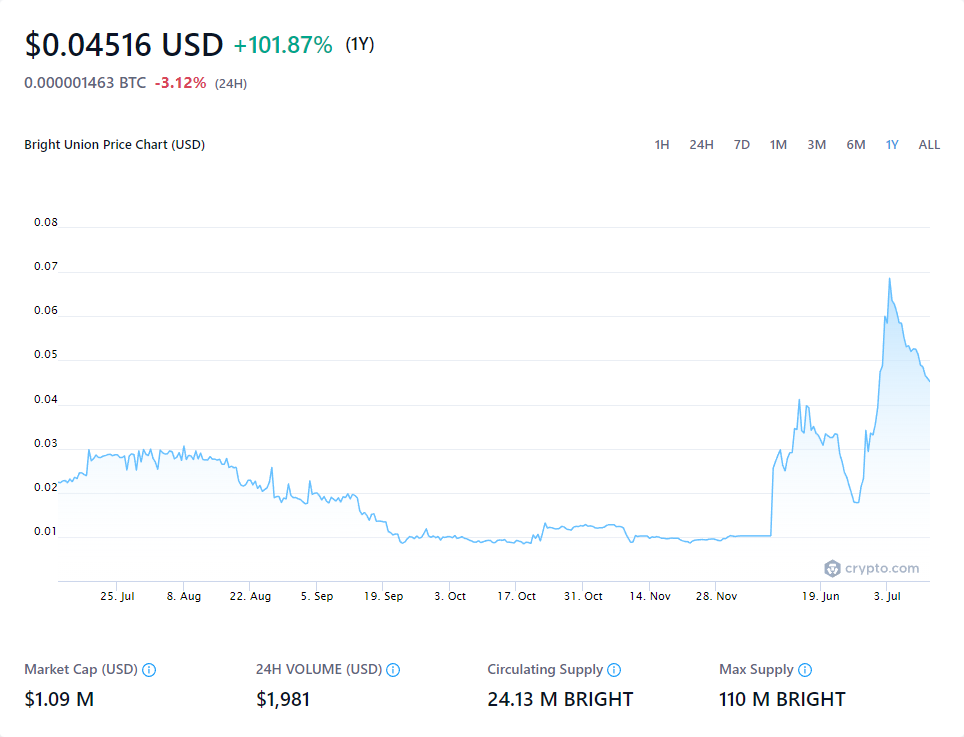 $0.04516 USD +101.87% (1Y)
0.000001463 BTC -3.12% (24H)
Bright Union Price Chart (USD) 1H 24H 7D 1M 3M 6M 1Y ALL
0.08
0.07
0.06
0.05
0.04
0.03
0.02
0.01
crypto.com
25. Jul 8. Aug 22. Aug 5. Sep 19. Sep 3. Oct 17. Oct 31. Oct 14. Nov 28. Nov 19. Jun 3. Jul
Market Cap (USD) 24H VOLUME (USD) Circulating Supply Max Supply
$1.09 M $1,981 24.13 M BRIGHT 110 M BRIGHT